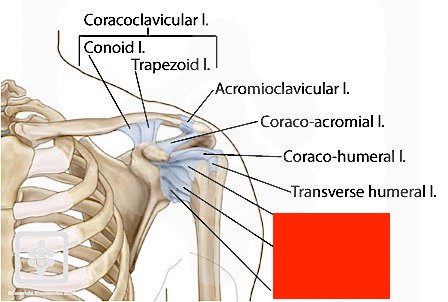 Coracoclavicular l.
Conoid l.
Trapezoid l.
Acromioclavicular l.
Coraco-acromial l.
Coraco-humeral l.
Transverse humeral l.